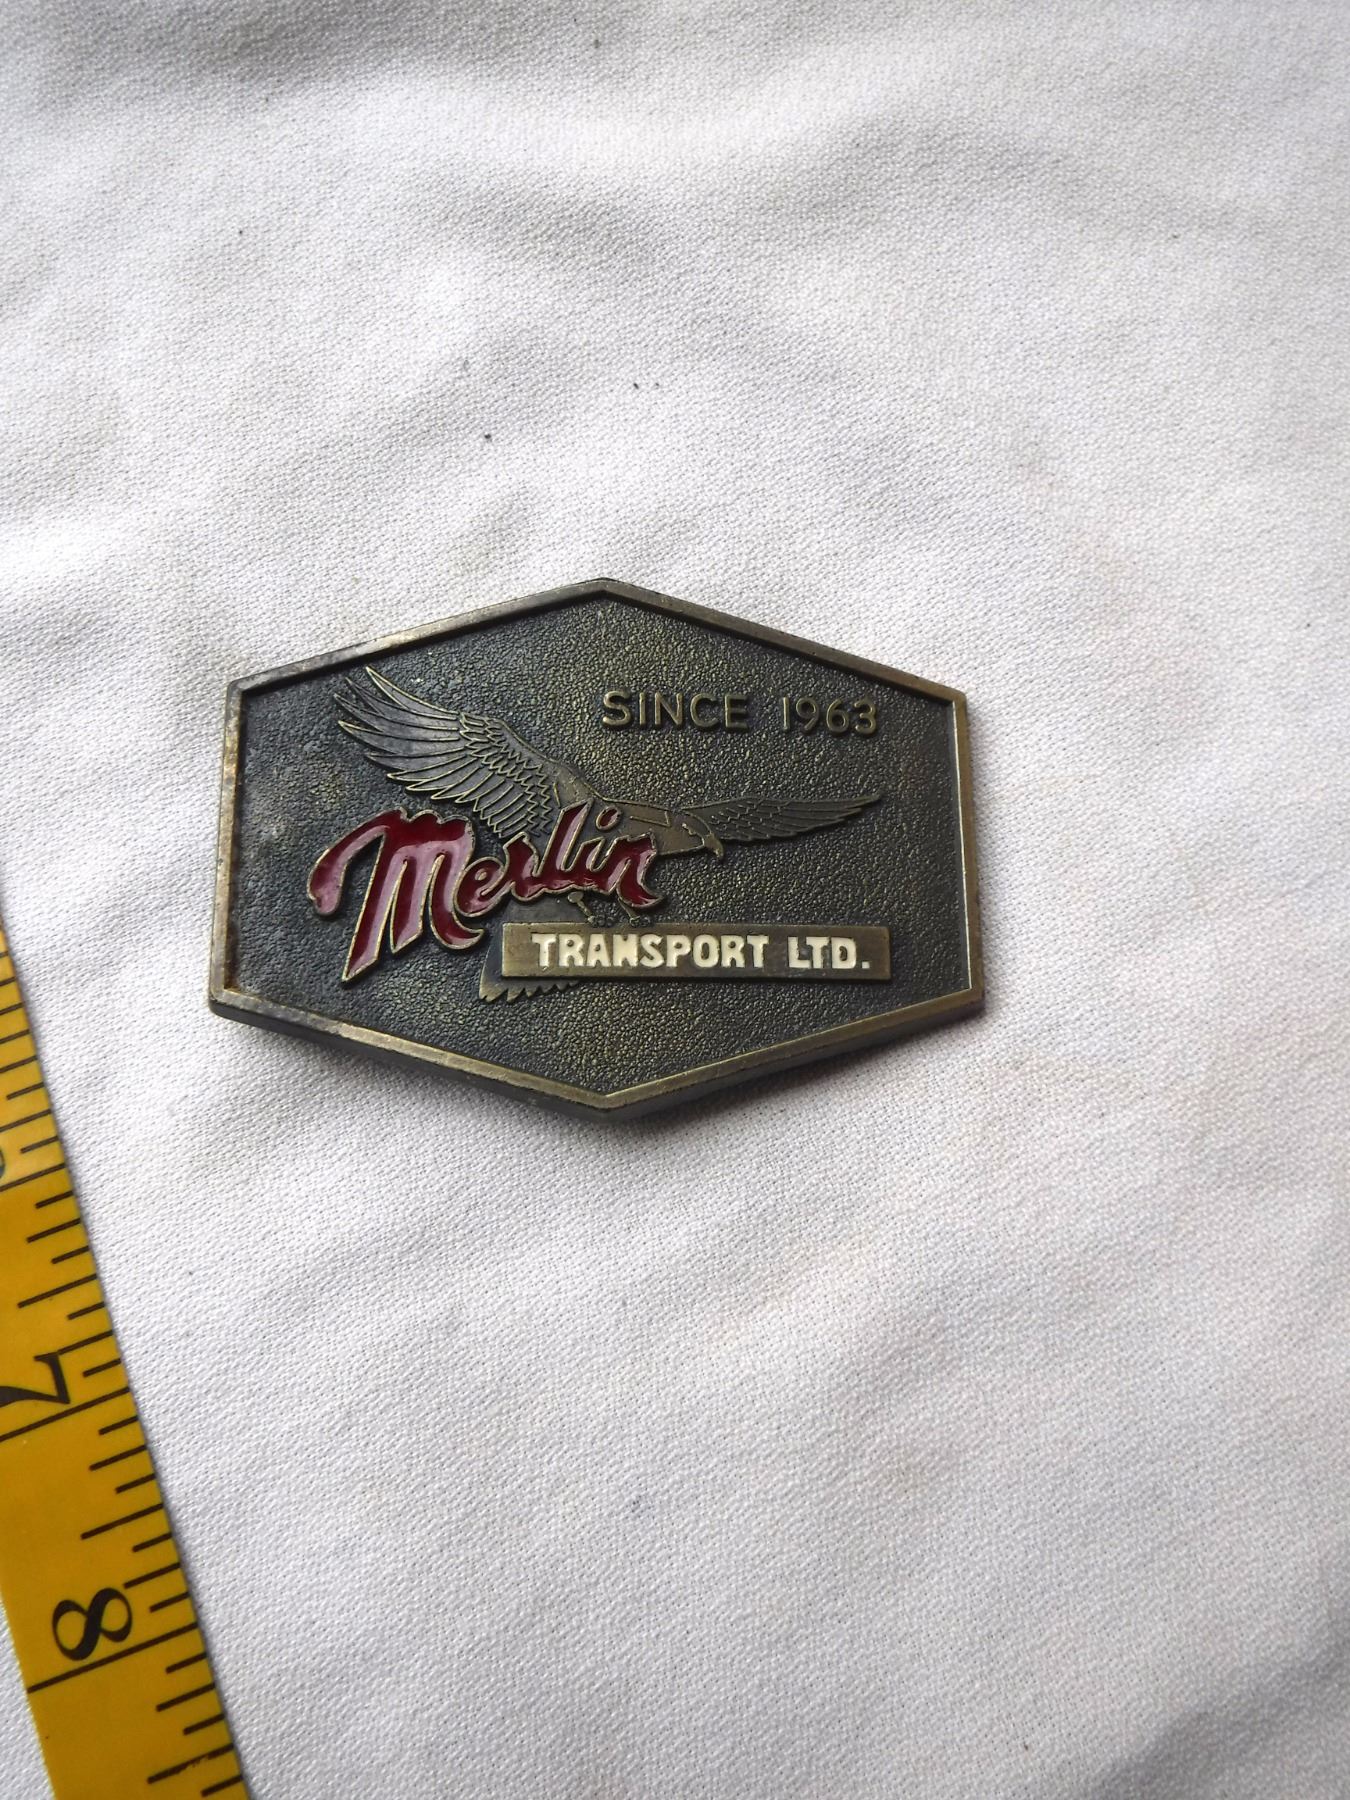 SINCE 1963
Merlin
TRANSPORT LTD.
7
8